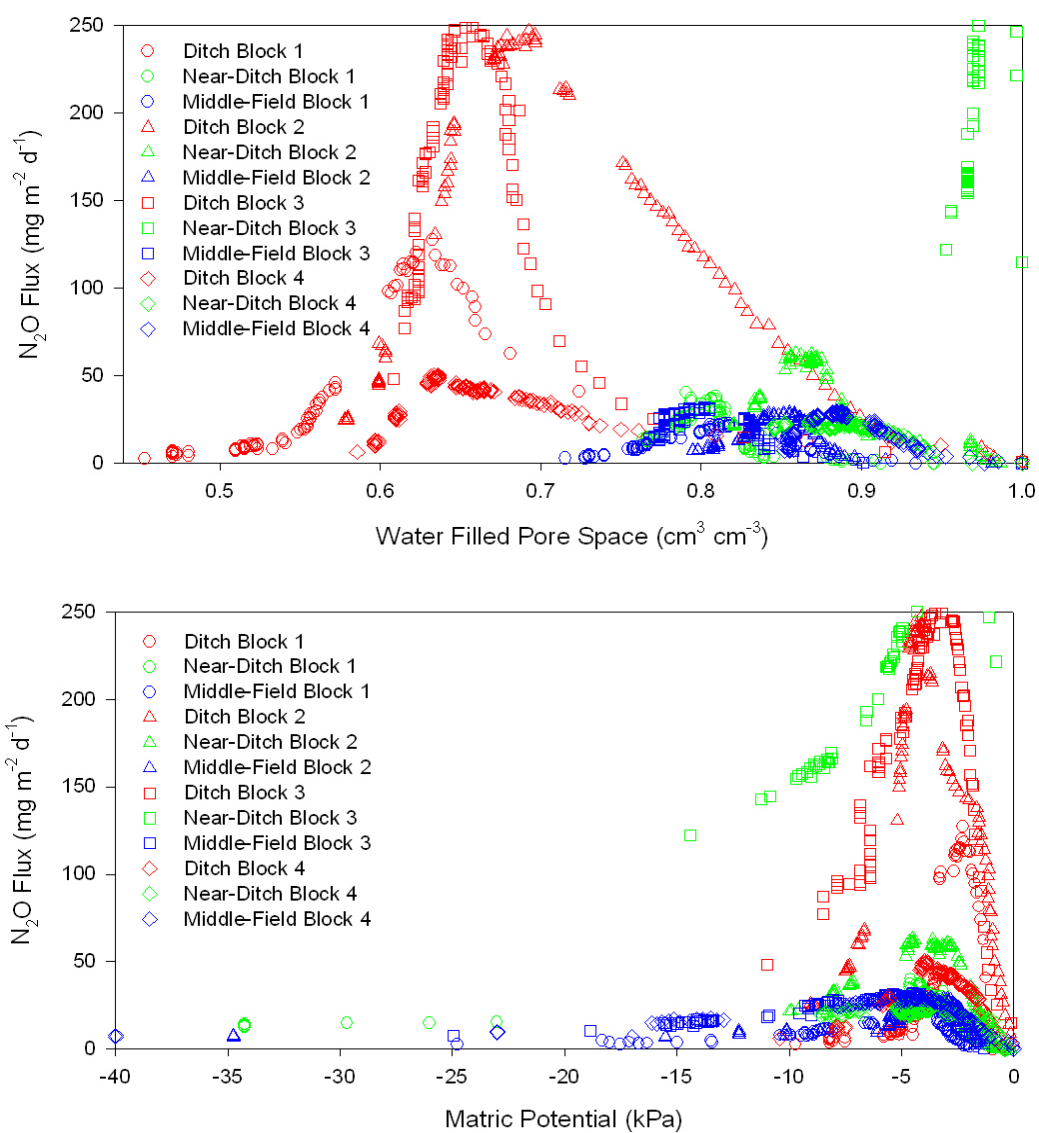 250
200
150
100
50
0
N2O Flux (mg m-2 d-1)
Ditch Block 1
Near-Ditch Block 1
Middle-Field Block 1
Ditch Block 2
Near-Ditch Block 2
Middle-Field Block 2
Ditch Block 3
Near-Ditch Block 3
Middle-Field Block 3
Ditch Block 4
Near-Ditch Block 4
Middle-Field Block 4
0.5 0.6 0.7 0.8 0.9 1.0
Water Filled Pore Space (cm3 cm-3)
250
200
150
100
50
0
N2O Flux (mg m-2 d-1)
Ditch Block 1
Near-Ditch Block 1
Middle-Field Block 1
Ditch Block 2
Near-Ditch Block 2
Middle-Field Block 2
Ditch Block 3
Near-Ditch Block 3
Middle-Field Block 3
Ditch Block 4
Near-Ditch Block 4
Middle-Field Block 4
-40 -35 -30 -25 -20 -15 -10 -5 0
Matric Potential (kPa)